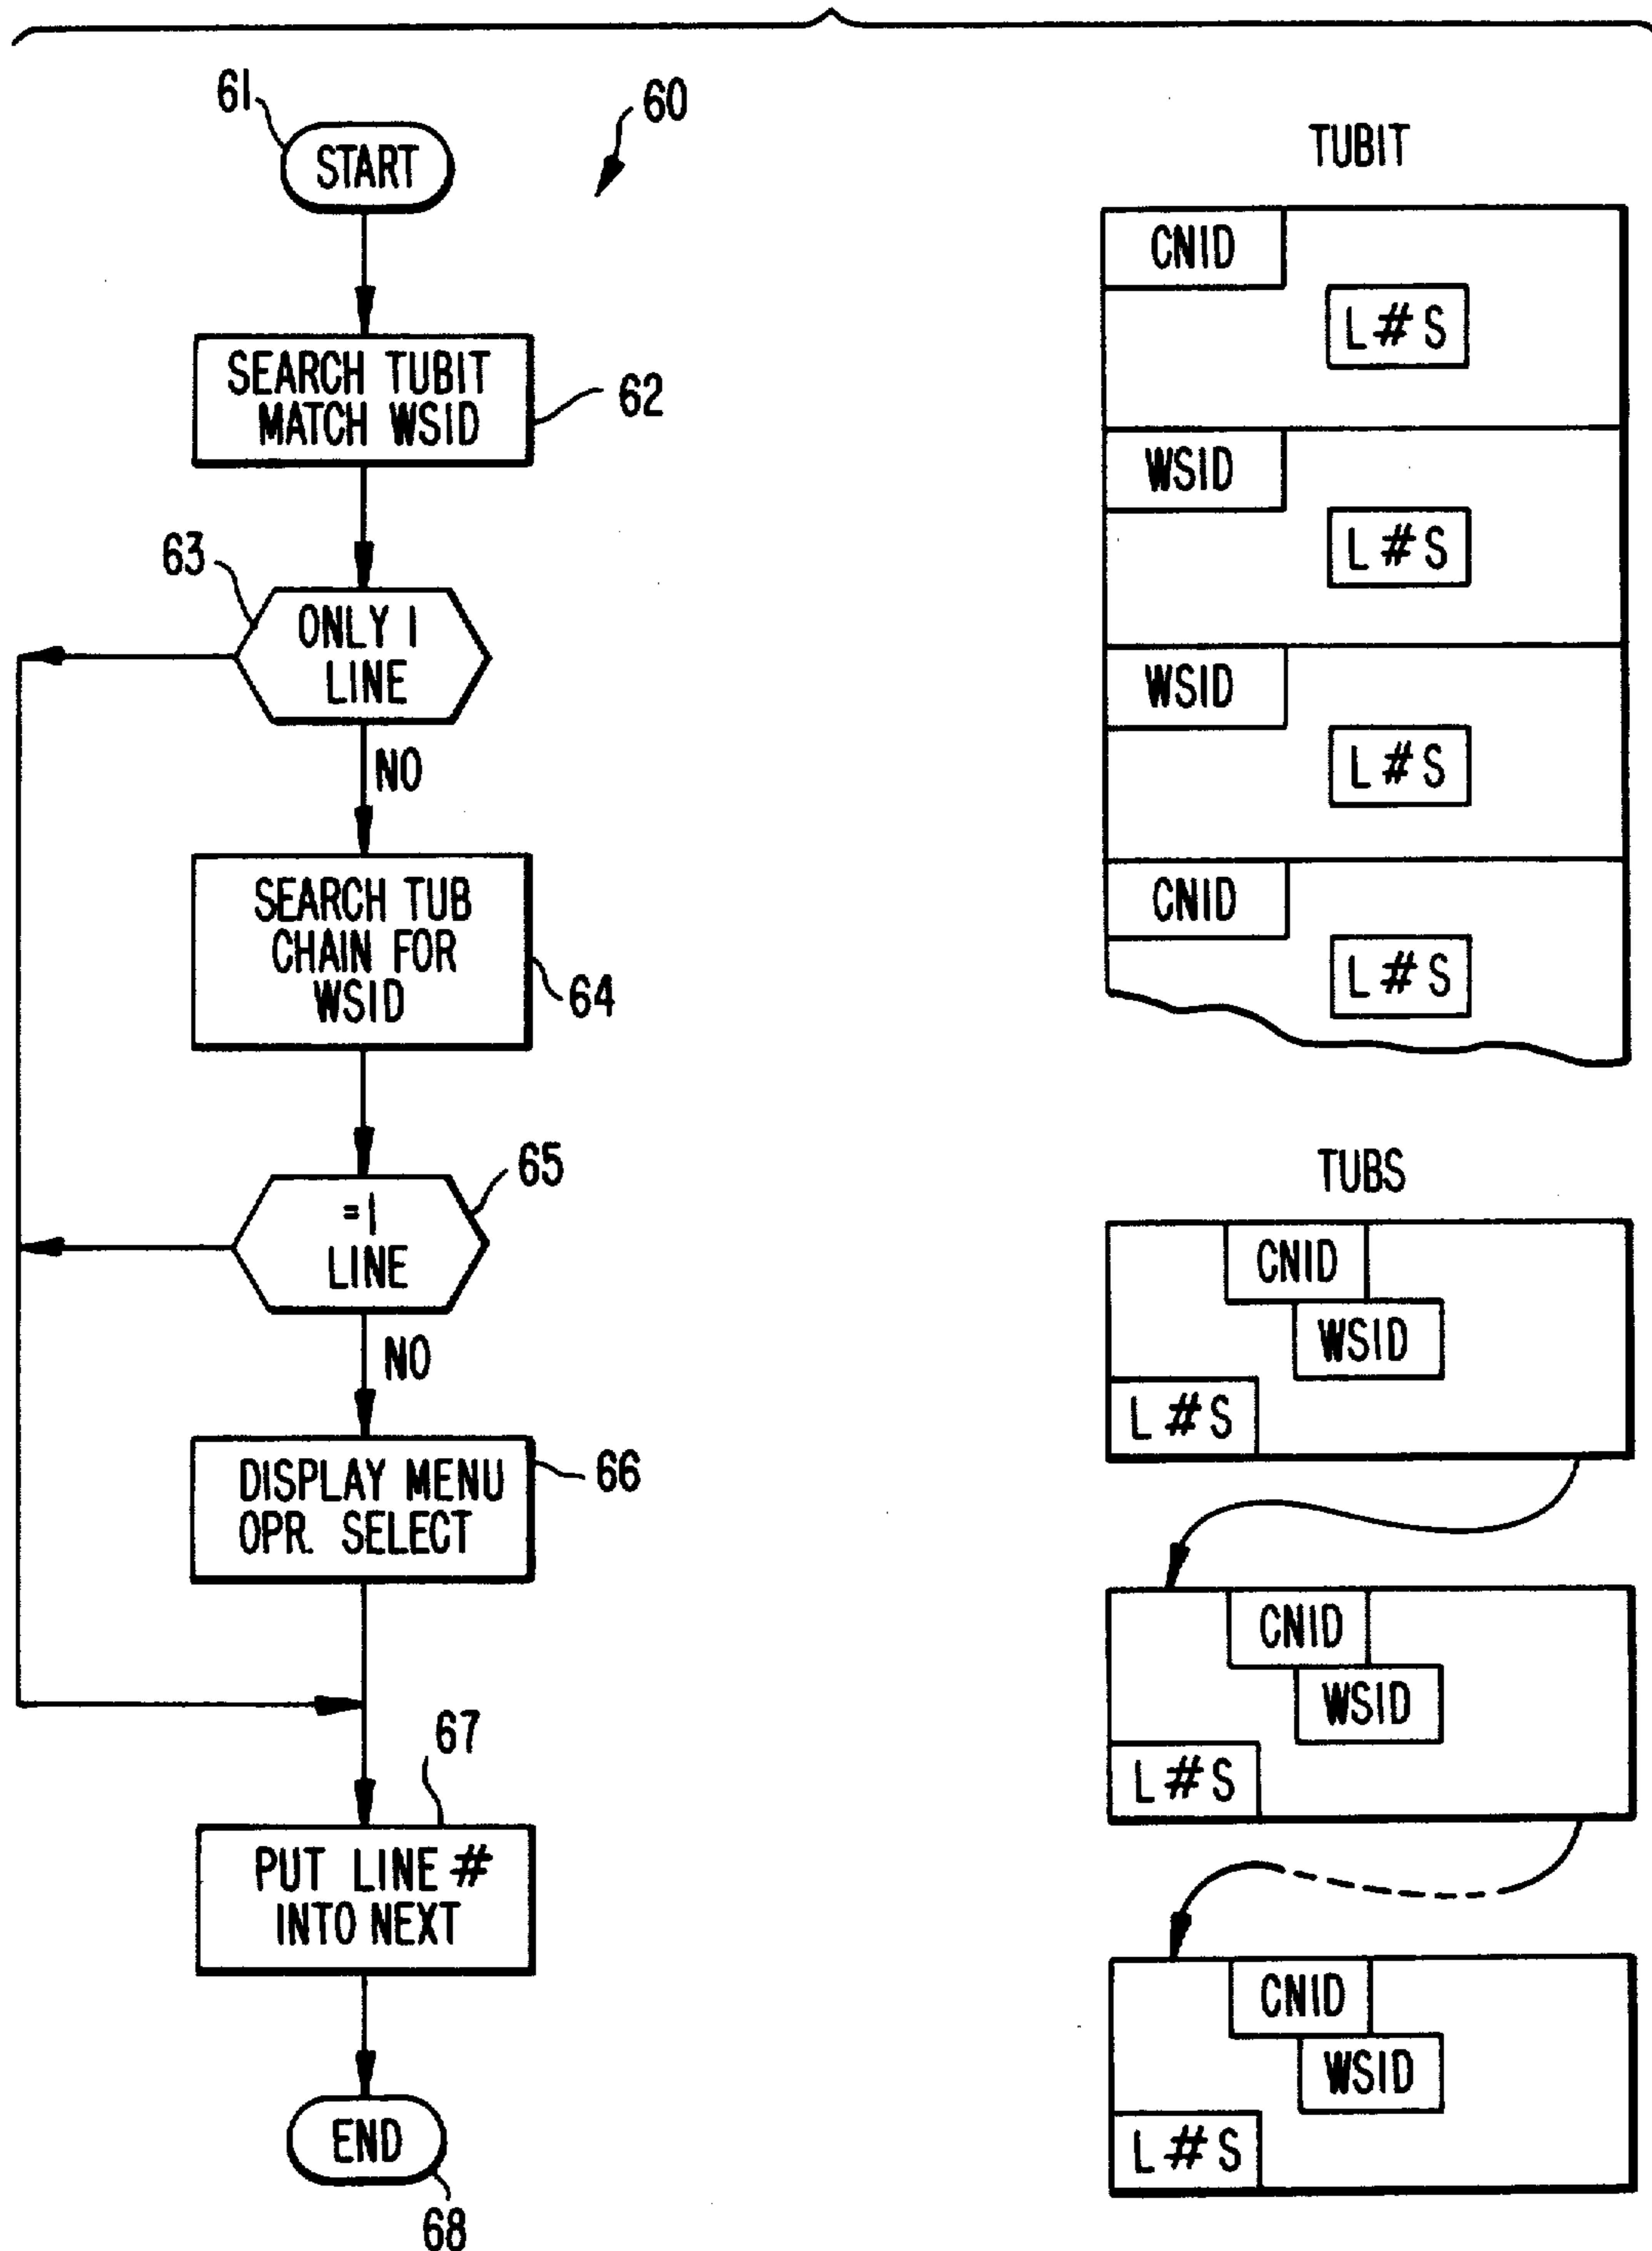 61
START
60
SEARCH TUBIT
MATCH WSID
62
63
ONLY 1
LINE
NO
SEARCH TUB
CHAIN FOR
WSID
64
=1
LINE
65
NO
DISPLAY MENU
OPR. SELECT
66
67
PUT LINE #
INTO NEXT
END
68
TUBIT
CNID
L#S
WSID
L#S
WSID
L#S
CNID
L#S
TUBS
CNID
WSID
L#S
CNID
WSID
L#S
CNID
WSID
L#S